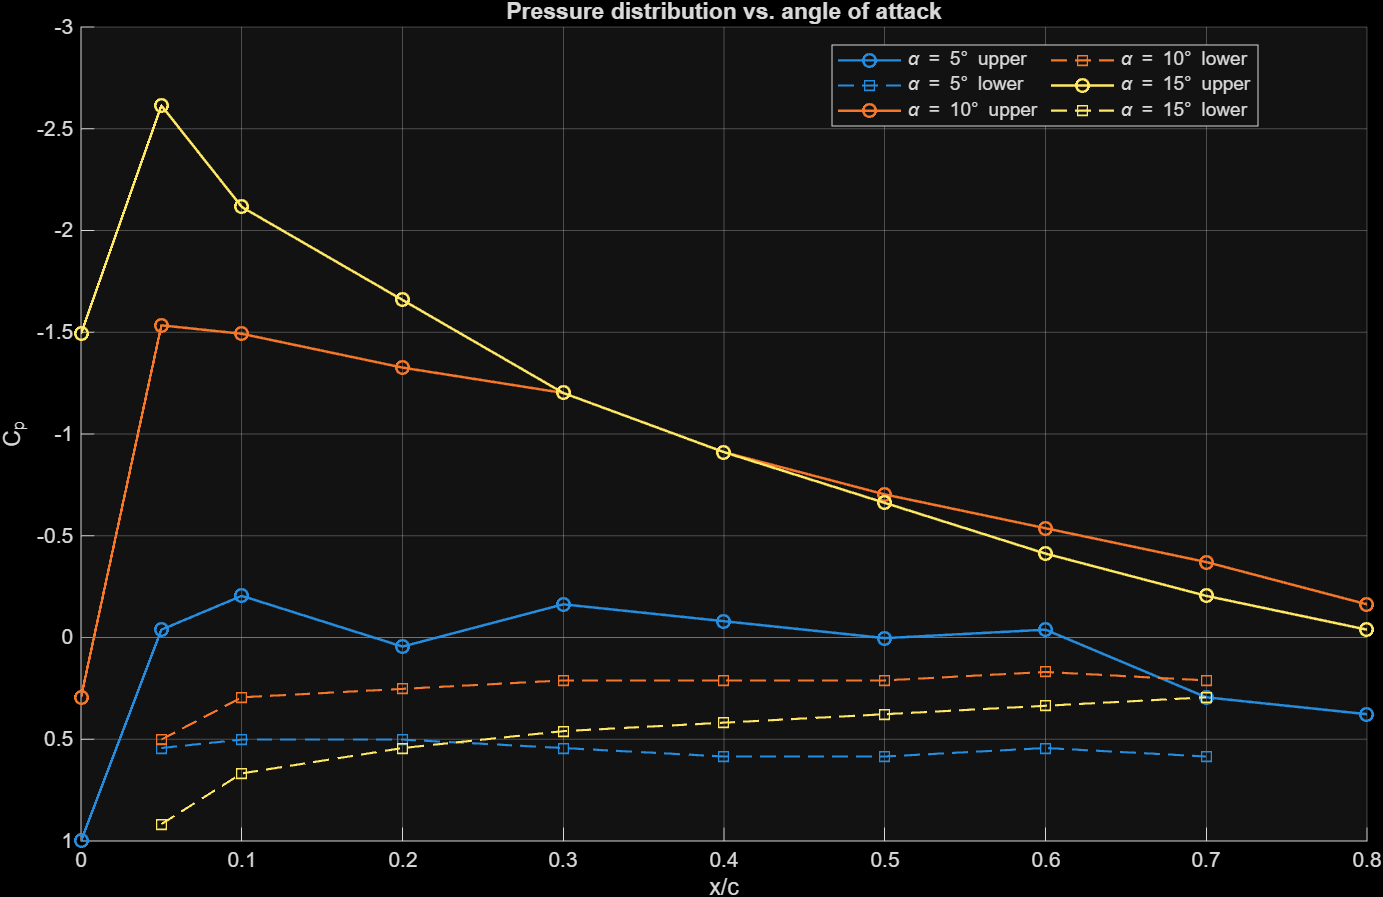 Pressure distribution vs. angle of attack
α = 5° upper
α = 5° lower
α = 10° upper
α = 10° lower
α = 15° upper
α = 15° lower
-3
-2.5
-2
-1.5
-1
-0.5
0
0.5
1
Cp
0 0.1 0.2 0.3 0.4 0.5 0.6 0.7 0.8
x/c